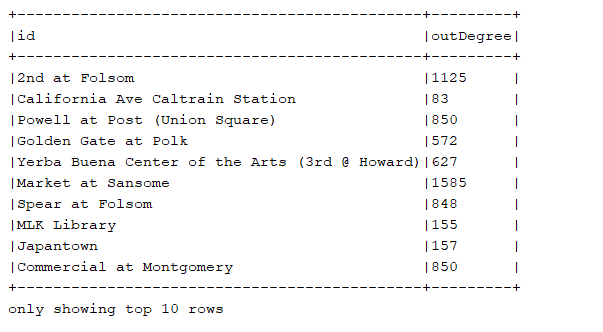 +---------------------------------------------+---------+
|id                                           |outDegree|
+---------------------------------------------+---------+
|2nd at Folsom                                |1125     |
|California Ave Caltrain Station              |83       |
|Powell at Post (Union Square)                |850      |
|Golden Gate at Polk                          |572      |
|Yerba Buena Center of the Arts (3rd @ Howard)|627      |
|Market at Sansome                            |1585     |
|Spear at Folsom                              |848      |
|MLK Library                                  |155      |
|Japantown                                    |157      |
|Commercial at Montgomery                     |850      |
+---------------------------------------------+---------+
only showing top 10 rows